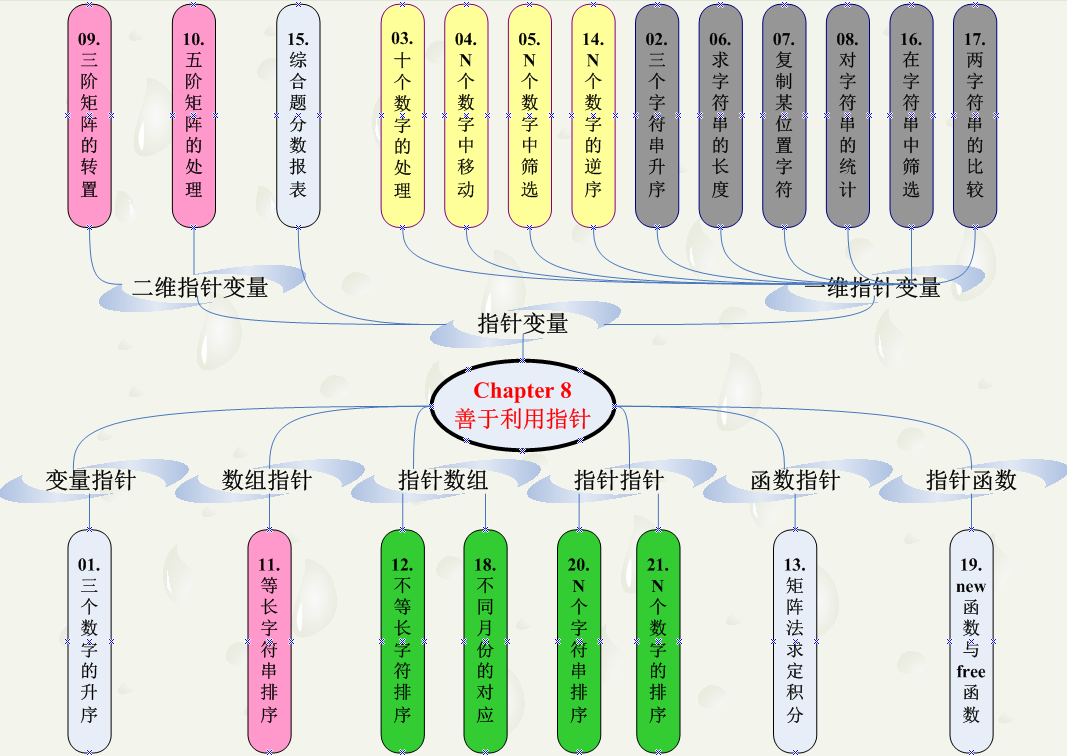 09.三阶矩阵的转置
10.五阶矩阵的处理
15.综合题分数报表
03.十个数字的处理
04.N个数字中移动
05.N个数字中筛选
14.N个数字的逆序
02.三个字符串升序
06.求字符串的长度
07.复制某位置字符
08.对字符串的统计
16.在字符串中筛选
17.两字符串的比较
二维指针变量
一维指针变量
指针变量
Chapter 8
善于利用指针
变量指针
数组指针
指针数组
指针指针
函数指针
指针函数
01.三个数字的升序
11.等长字符串排序
12.不等长字符排序
18.不同月份的对应
20.N个字符串排序
21.N个数字的排序
13.矩阵法求定积分
19.new函数与free函数